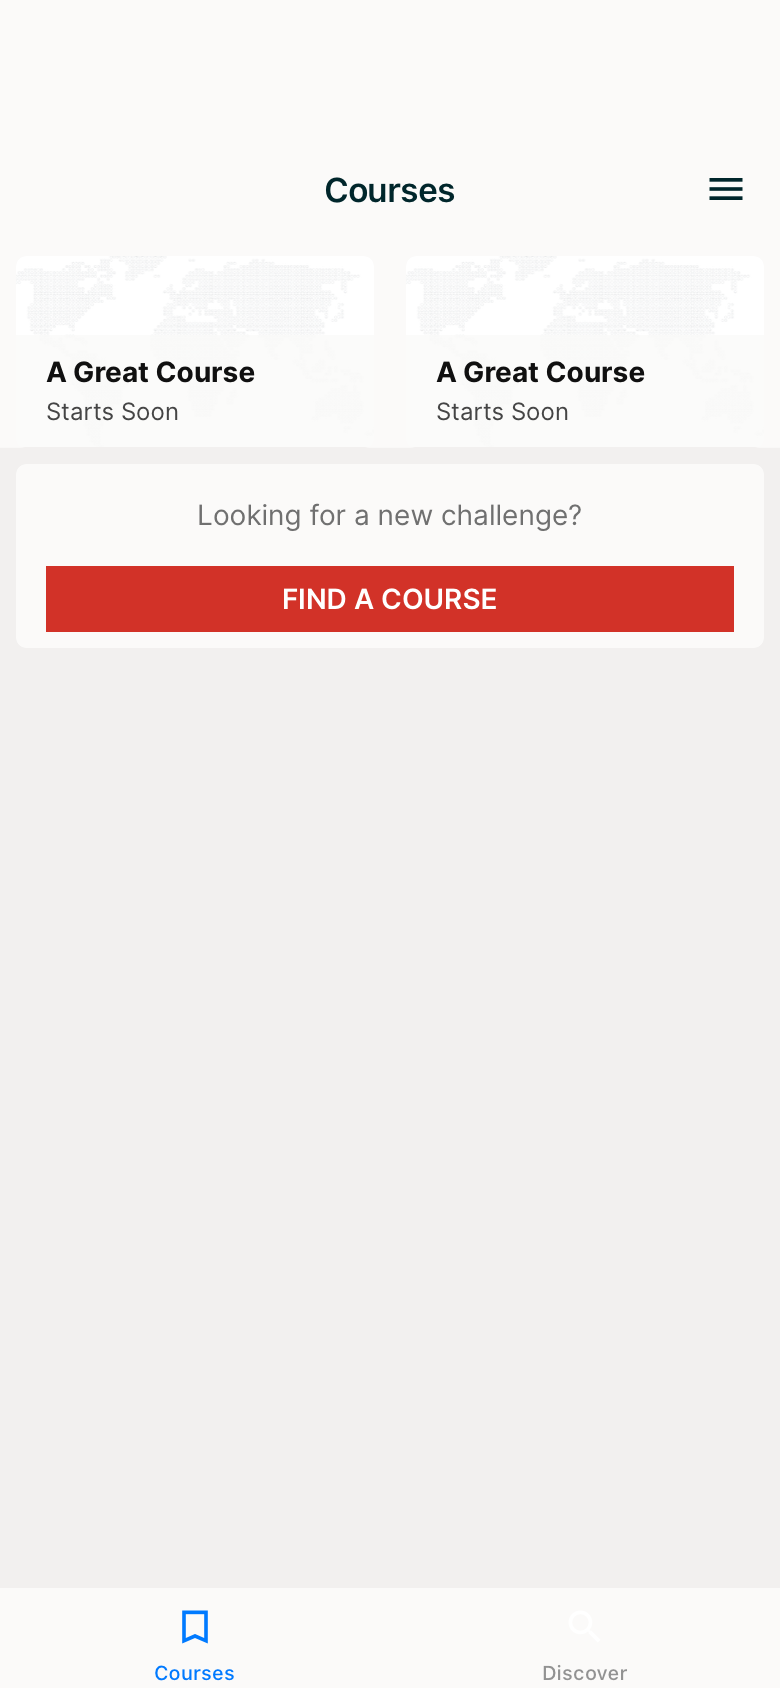 Courses
A Great Course
Starts Soon
A Great Course
Starts Soon
Looking for a new challenge?
FIND A COURSE
Courses
Discover